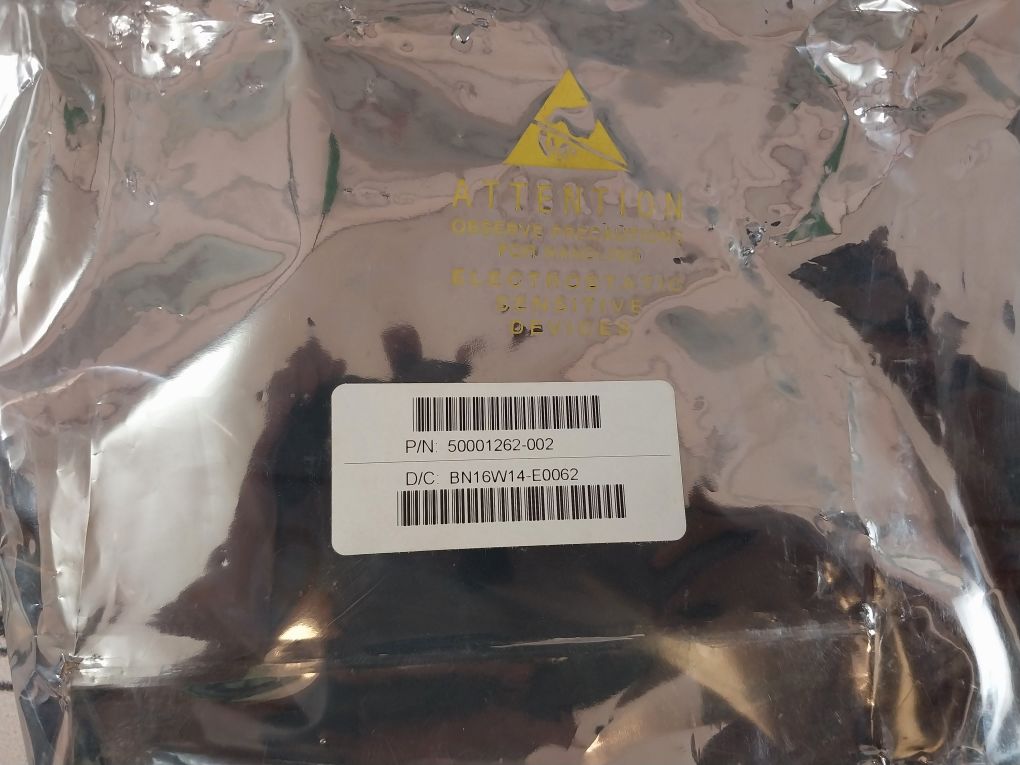 ATTENTION
OBSERVE PRECAUTIONS
FOR HANDLING
ELECTROSTATIC
SENSITIVE
DEVICES
P/N: 50001262-002
D/C: BN16W14-E0062